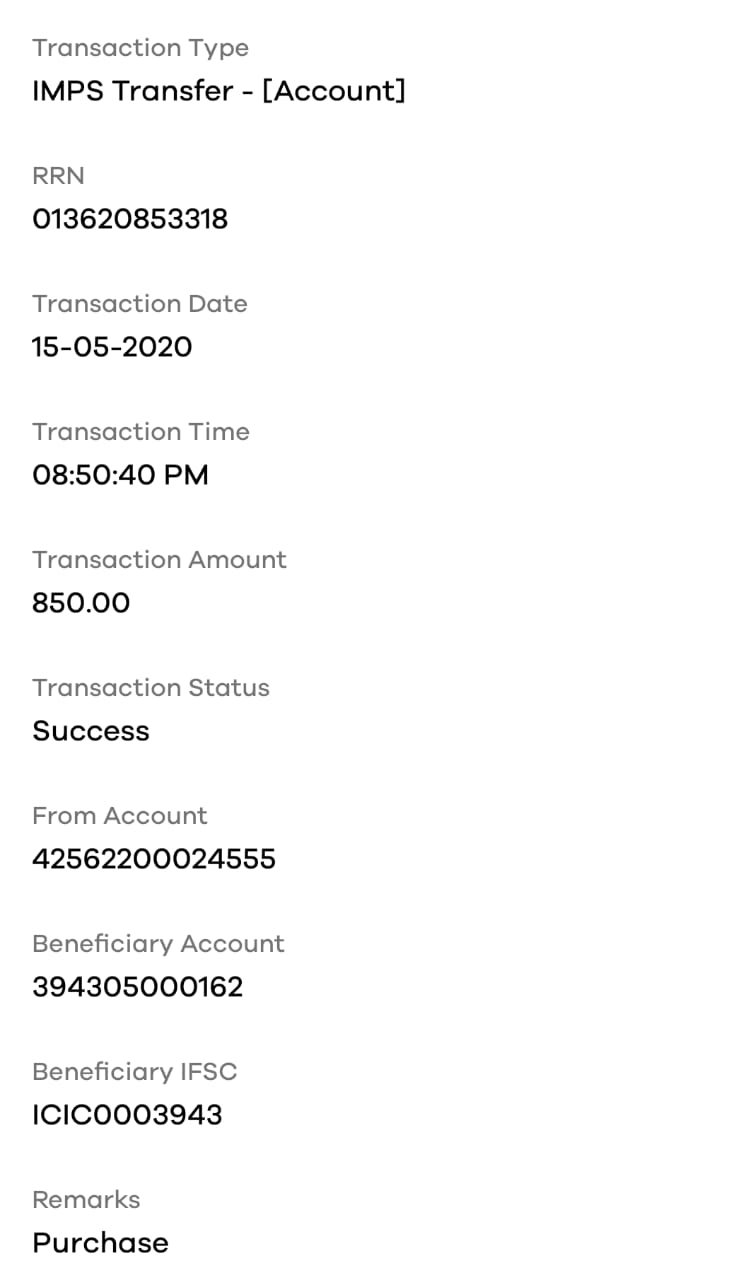 Transaction Type
IMPS Transfer - [Account]
RRN
013620853318
Transaction Date
15-05-2020
Transaction Time
08:50:40 PM
Transaction Amount
850.00
Transaction Status
Success
From Account
42562200024555
Beneficiary Account
394305000162
Beneficiary IFSC
ICIC0003943
Remarks
Purchase